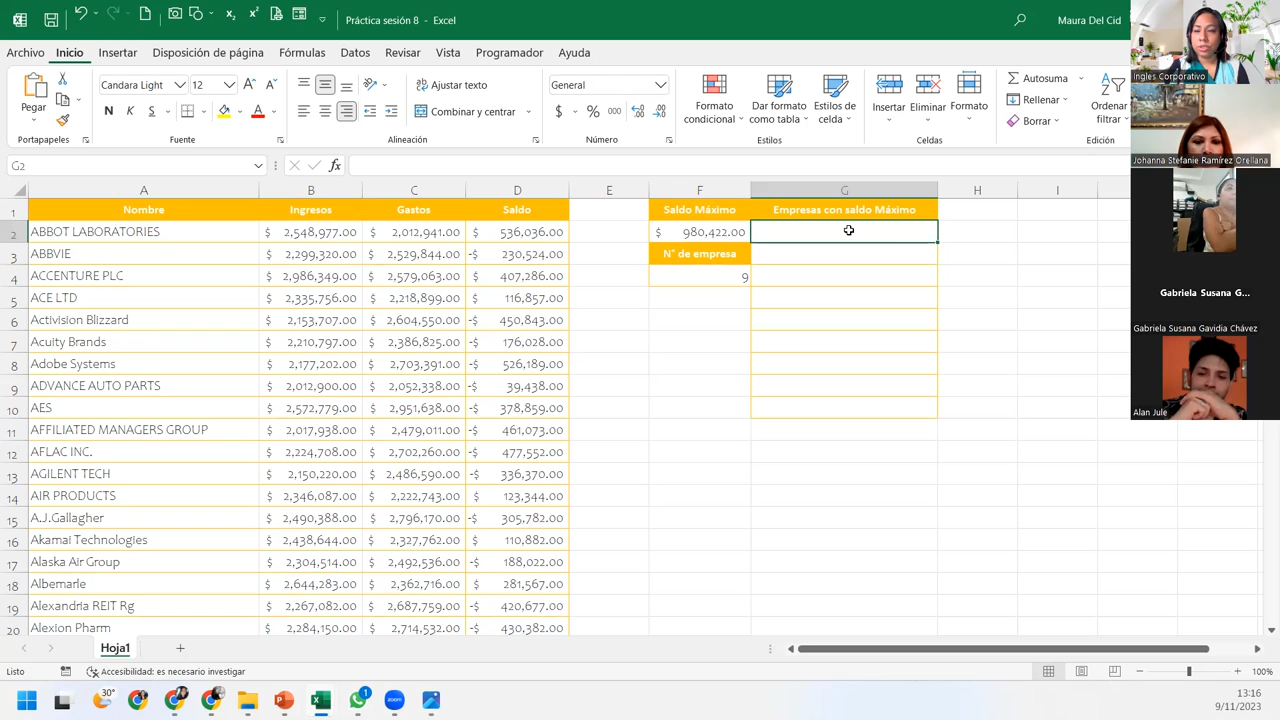 Práctica sesión 8 - Excel
Maura Del Cid
Archivo Inicio Insertar Disposición de página Fórmulas Datos Revisar Vista Programador Ayuda
Pegar
Candara Light 12
N K S
Ajustar texto
Combinar y centrar
General
$ % 000
Formato condicional
Dar formato como tabla
Estilos de celda
Insertar Eliminar Formato
Autosuma
Rellenar
Borrar
Ordenar
filtrar
Portapapeles Fuente Alineación Número Estilos Celdas
G2
fx
A B C D E F G H I
1 Nombre Ingresos Gastos Saldo Saldo Máximo Empresas con saldo Máximo
ABBOT LABORATORIES $ 2,548,977.00 $ 2,012,941.00 $ 536,036.00 $ 980,422.00
3 ABBVIE $ 2,299,320.00 $ 2,529,844.00 -$ 230,524.00 N° de empresa
4 ACCENTURE PLC $ 2,986,349.00 $ 2,579,063.00 $ 407,286.00 9
5 ACE LTD $ 2,335,756.00 $ 2,218,899.00 $ 116,857.00
6 Activision Blizzard $ 2,153,707.00 $ 2,604,550.00 -$ 450,843.00
7 Acuity Brands $ 2,210,797.00 $ 2,386,825.00 -$ 176,028.00
8 Adobe Systems $ 2,177,202.00 $ 2,703,391.00 -$ 526,189.00
9 ADVANCE AUTO PARTS $ 2,012,900.00 $ 2,052,338.00 -$ 39,438.00
10 AES $ 2,572,779.00 $ 2,951,638.00 -$ 378,859.00
11 AFFILIATED MANAGERS GROUP $ 2,017,938.00 $ 2,479,011.00 -$ 461,073.00
12 AFLAC INC. $ 2,224,708.00 $ 2,702,260.00 -$ 477,552.00
13 AGILENT TECH $ 2,150,220.00 $ 2,486,590.00 -$ 336,370.00
14 AIR PRODUCTS $ 2,346,087.00 $ 2,222,743.00 $ 123,344.00
15 A.J.Gallagher $ 2,490,388.00 $ 2,796,170.00 -$ 305,782.00
16 Akamai Technologies $ 2,438,644.00 $ 2,327,762.00 $ 110,882.00
17 Alaska Air Group $ 2,304,514.00 $ 2,492,536.00 -$ 188,022.00
18 Albemarle $ 2,644,283.00 $ 2,362,716.00 $ 281,567.00
19 Alexandria REIT Rg $ 2,267,082.00 $ 2,687,759.00 -$ 420,677.00
20 Alexion Pharm $ 2,284,150.00 $ 2,714,532.00 -$ 430,382.00
Hoja1
Listo
Accesibilidad: es necesario investigar
100%
30°
1
zoom
13:16
9/11/2023
Ingles Corporativo
Johanna Stefanie Ramírez Orellana
Gabriela Susana G...
Gabriela Susana Gavidia Chávez
Alan Jule